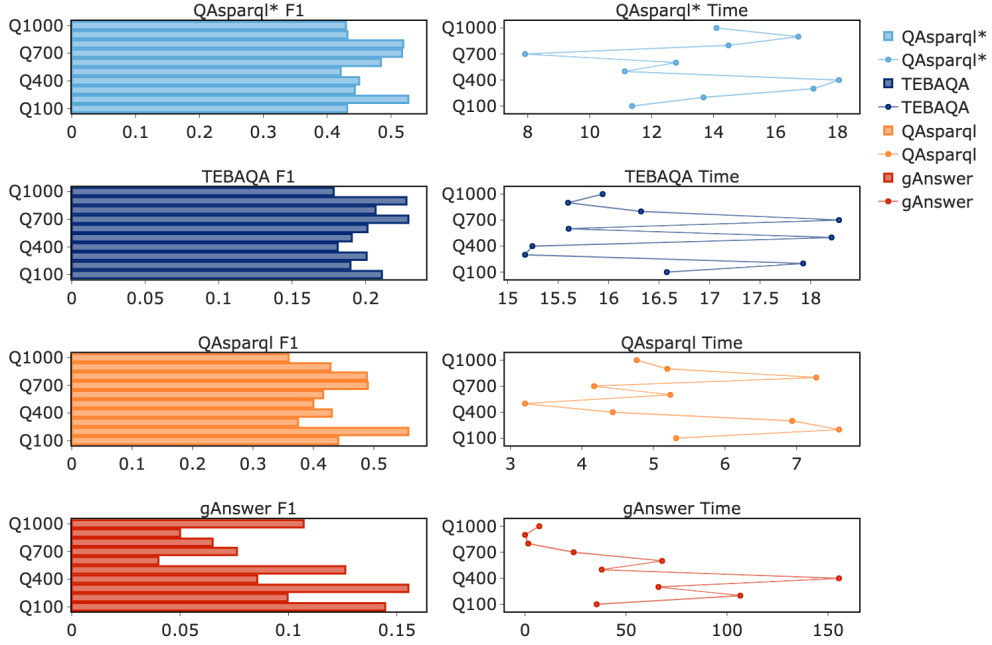 QAsparql* F1
Q1000
Q700
Q400
Q100
0 0.1 0.2 0.3 0.4 0.5
QAsparql* Time
Q1000
Q700
Q400
Q100
8 10 12 14 16 18
QAsparql*
QAsparql*
TEBAQA
TEBAQA
QAsparql
QAsparql
gAnswer
gAnswer
TEBAQA F1
Q1000
Q700
Q400
Q100
0 0.05 0.1 0.15 0.2
TEBAQA Time
Q1000
Q700
Q400
Q100
15 15.5 16 16.5 17 17.5 18
QAsparql F1
Q1000
Q700
Q400
Q100
0 0.1 0.2 0.3 0.4 0.5
QAsparql Time
Q1000
Q700
Q400
Q100
3 4 5 6 7
gAnswer F1
Q1000
Q700
Q400
Q100
0 0.05 0.1 0.15
gAnswer Time
Q1000
Q700
Q400
Q100
0 50 100 150